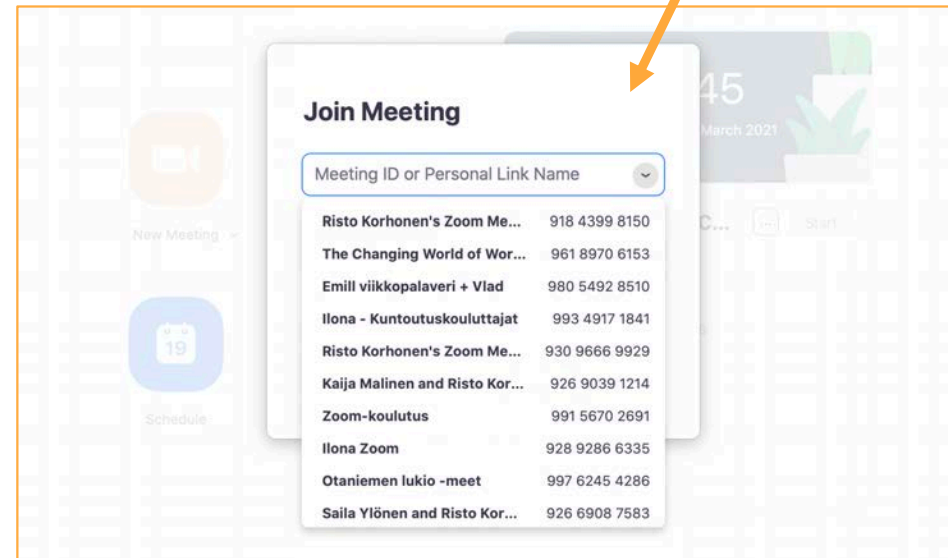 45
March 2021
Join Meeting
Meeting ID or Personal Link Name
Risto Korhonen's Zoom Me... 918 4399 8150
The Changing World of Wor... 961 8970 6153
Emill viikkopalaveri + Vlad 980 5492 8510
Ilona - Kuntoutuskouluttajat 993 4917 1841
Risto Korhonen's Zoom Me... 930 9666 9929
Kaija Malinen and Risto Kor... 926 9039 1214
Zoom-koulutus 991 5670 2691
Ilona Zoom 928 9286 6335
Otaniemen lukio -meet 997 6245 4286
Saila Ylönen and Risto Kor... 926 6908 7583
New Meeting
C... Start
19
Schedule